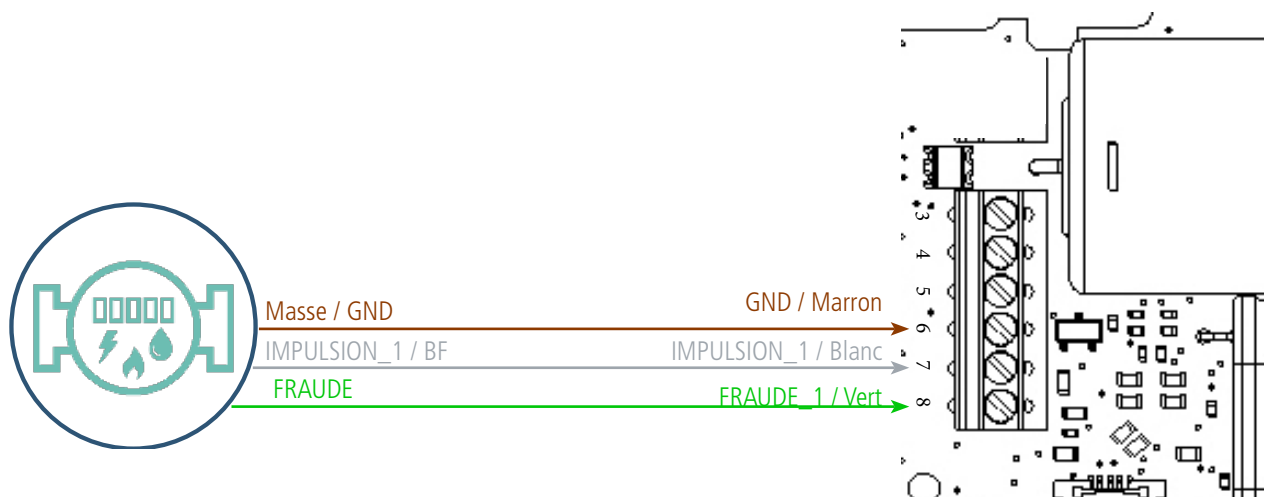 3
4
5
Masse / GND GND / Marron 6
IMPULSION_1 / BF IMPULSION_1 / Blanc 7
FRAUDE FRAUDE_1 / Vert 8